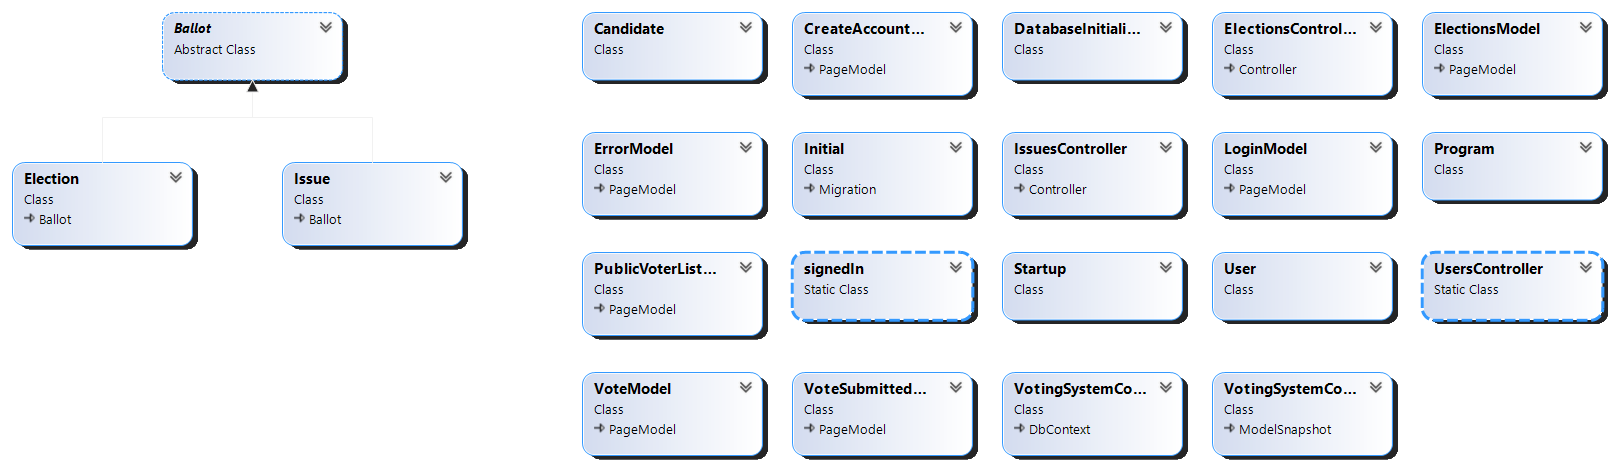 Ballot
Abstract Class
Election
Class
Ballot
Issue
Class
Ballot
Candidate
Class
CreateAccount...
Class
PageModel
DatabaseInitiali...
Class
ElectionsControl...
Class
Controller
ElectionsModel
Class
PageModel
ErrorModel
Class
PageModel
Initial
Class
Migration
IssuesController
Class
Controller
LoginModel
Class
PageModel
Program
Class
PublicVoterList...
Class
PageModel
signedIn
Static Class
Startup
Class
User
Class
UsersController
Static Class
VoteModel
Class
PageModel
VoteSubmitted...
Class
PageModel
VotingSystemCo...
Class
DbContext
VotingSystemCo...
Class
ModelSnapshot